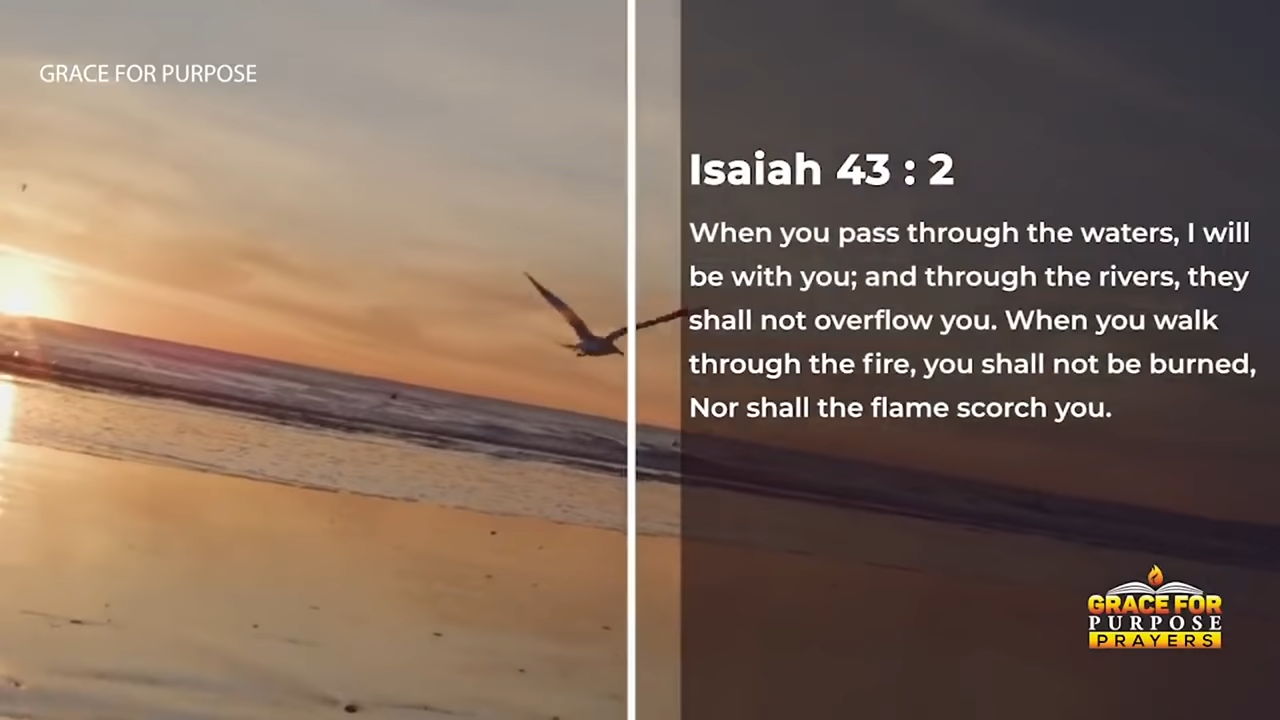 GRACE FOR PURPOSE
Isaiah 43 : 2
When you pass through the waters, I will
be with you; and through the rivers, they
shall not overflow you. When you walk
through the fire, you shall not be burned,
Nor shall the flame scorch you.
GRACE FOR
PURPOSE
PRAYERS